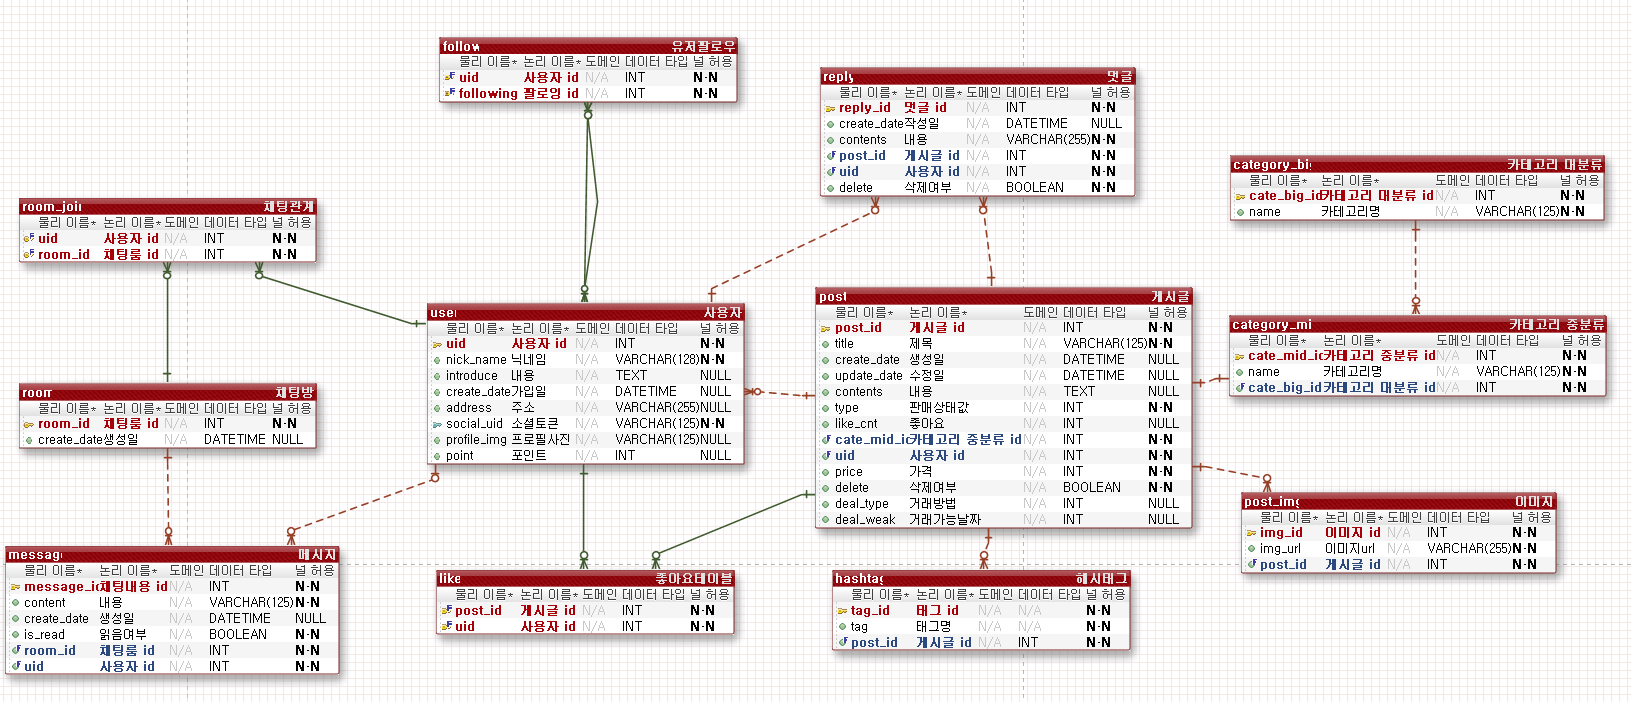 follow 유저팔로우
물리 이름* 논리 이름* 도메인 데이터 타입 널 허용
uid 사용자 id N/A INT N-N
following 팔로잉 id N/A INT N-N
reply 댓글
물리 이름* 논리 이름* 도메인 데이터 타입 널 허용
reply_id 댓글 id N/A INT N-N
create_date 작성일 N/A DATETIME NULL
contents 내용 N/A VARCHAR(255) N-N
post_id 게시글 id N/A INT N-N
uid 사용자 id N/A INT N-N
delete 삭제여부 N/A BOOLEAN N-N
category_bi 카테고리 대분류
물리 이름* 논리 이름* 도메인 데이터 타입 널 허용
cate_big_id 카테고리 대분류 id N/A INT N-N
name 카테고리명 N/A VARCHAR(125) N-N
room_join 채팅관계
물리 이름* 논리 이름* 도메인 데이터 타입 널 허용
uid 사용자 id N/A INT N-N
room_id 채팅룸 id N/A INT N-N
user 사용자
물리 이름* 논리 이름* 도메인 데이터 타입 널 허용
uid 사용자 id N/A INT N-N
nick_name 닉네임 N/A VARCHAR(128) N-N
introduce 내용 N/A TEXT NULL
create_date 가입일 N/A DATETIME NULL
address 주소 N/A VARCHAR(255) NULL
social_uid 소셜토큰 N/A VARCHAR(125) N-N
profile_img 프로필사진 N/A VARCHAR(125) NULL
point 포인트 N/A INT NULL
post 게시글
물리 이름* 논리 이름* 도메인 데이터 타입 널 허용
post_id 게시글 id N/A INT N-N
title 제목 N/A VARCHAR(125) N-N
create_date 생성일 N/A DATETIME NULL
update_date 수정일 N/A DATETIME NULL
contents 내용 N/A TEXT NULL
type 판매상태값 N/A INT N-N
like_cnt 좋아요 N/A INT NULL
cate_mid_ic 카테고리 중분류 id N/A INT N-N
uid 사용자 id N/A INT N-N
price 가격 N/A INT N-N
delete 삭제여부 N/A BOOLEAN N-N
deal_type 거래방법 N/A INT NULL
deal_weak 거래가능날짜 N/A INT NULL
category_mi 카테고리 중분류
물리 이름* 논리 이름* 도메인 데이터 타입 널 허용
cate_mid_ic 카테고리 중분류 id N/A INT N-N
name 카테고리명 N/A VARCHAR(125) N-N
cate_big_id 카테고리 대분류 id N/A INT N-N
room 채팅방
물리 이름* 논리 이름* 도메인 데이터 타입 널 허용
room_id 채팅룸 id N/A INT N-N
create_date 생성일 N/A DATETIME NULL
post_img 이미지
물리 이름* 논리 이름* 도메인 데이터 타입 널 허용
img_id 이미지 id N/A INT N-N
img_url 이미지url N/A VARCHAR(255) N-N
post_id 게시글 id N/A INT N-N
messag 메시지
물리 이름* 논리 이름* 도메인 데이터 타입 널 허용
message_ic 채팅내용 id N/A INT N-N
content 내용 N/A VARCHAR(125) N-N
create_date 생성일 N/A DATETIME NULL
is_read 읽음여부 N/A BOOLEAN N-N
room_id 채팅룸 id N/A INT N-N
uid 사용자 id N/A INT N-N
like 좋아요테이블
물리 이름* 논리 이름* 도메인 데이터 타입 널 허용
post_id 게시글 id N/A INT N-N
uid 사용자 id N/A INT N-N
hashtag 해시태그
물리 이름* 논리 이름* 도메인 데이터 타입 널 허용
tag_id 태그 id N/A N/A N-N
tag 태그명 N/A N/A N-N
post_id 게시글 id N/A INT N-N